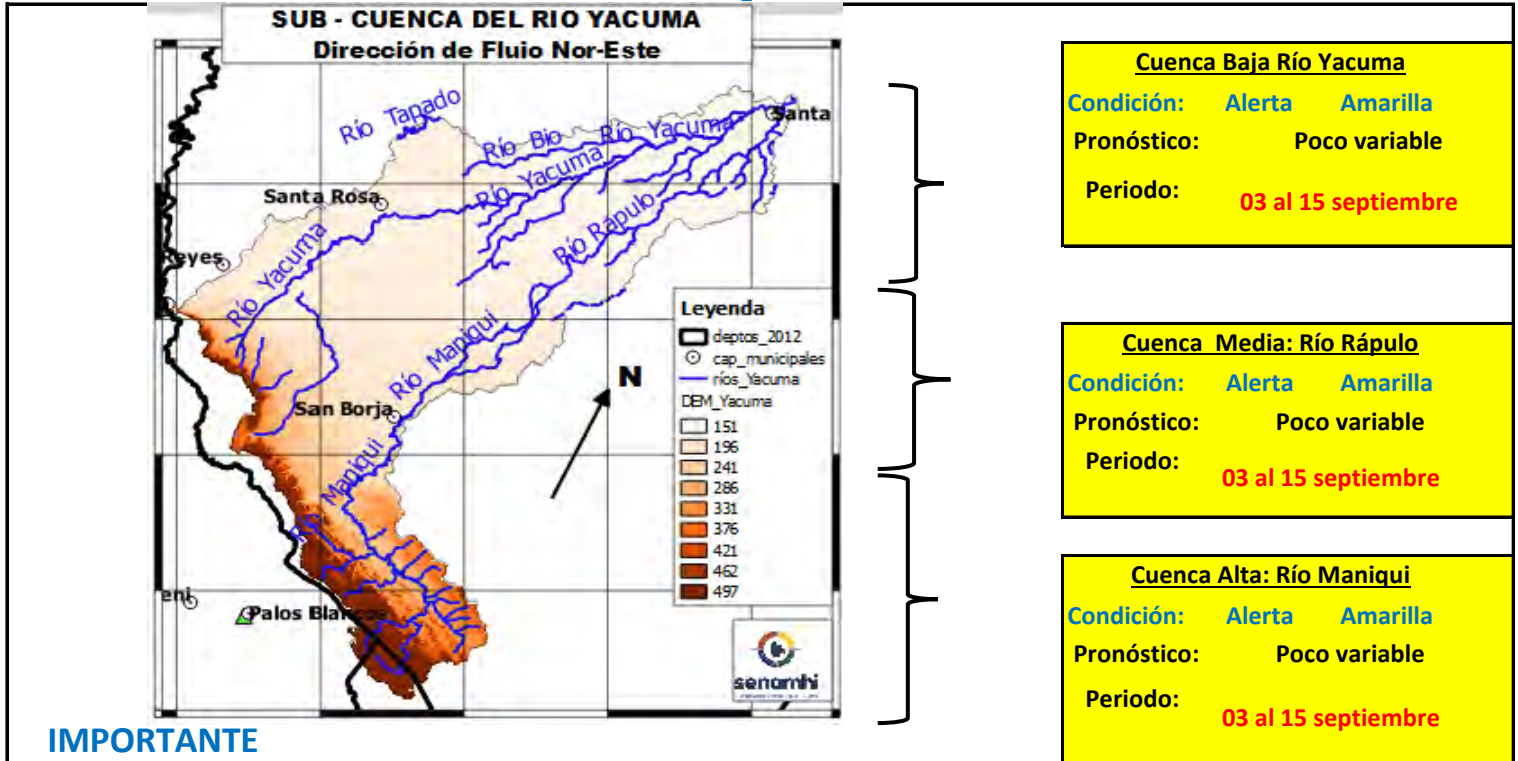 SUB - CUENCA DEL RIO YACUMA
Dirección de Fluio Nor-Este
Río Tapado
Río Bio
Río Yacuma
Santa
Río Yacuma
Santa Rosa
Río Rápulo
Reyes
Río Yacuma
Río Maniqui
San Borja
Río Maniqui
Río Maniqui
eni
Palos Blancos
N
Leyenda
deptos_2012
cap_municipales
ríos_Yacuma
DEM_Yacuma
151
196
241
286
331
376
421
462
497
senamhi
Cuenca Baja Río Yacuma
Condición: Alerta Amarilla
Pronóstico: Poco variable
Periodo: 03 al 15 septiembre
Cuenca Media: Río Rápulo
Condición: Alerta Amarilla
Pronóstico: Poco variable
Periodo: 03 al 15 septiembre
Cuenca Alta: Río Maniqui
Condición: Alerta Amarilla
Pronóstico: Poco variable
Periodo: 03 al 15 septiembre
IMPORTANTE